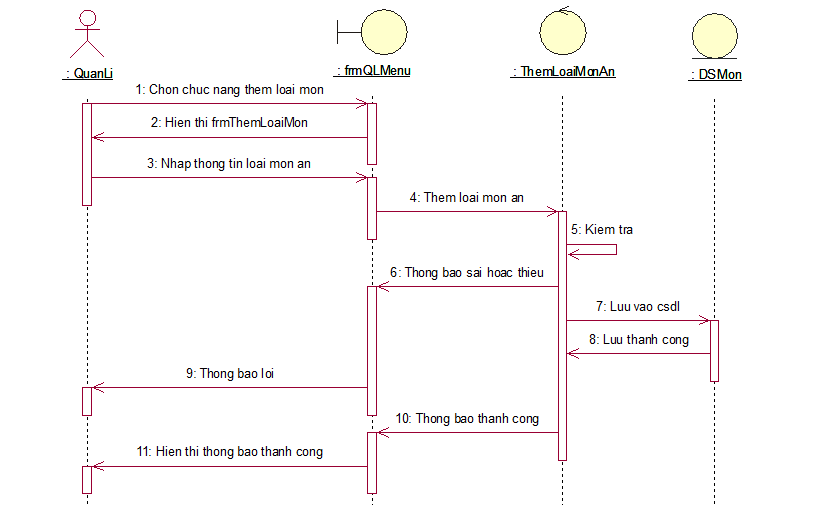 : QuanLi
: frmQLMenu
: ThemLoaiMonAn
: DSMon
1: Chon chuc nang them loai mon
2: Hien thi frmThemLoaiMon
3: Nhap thong tin loai mon an
4: Them loai mon an
5: Kiem tra
6: Thong bao sai hoac thieu
7: Luu vao csdl
8: Luu thanh cong
9: Thong bao loi
10: Thong bao thanh cong
11: Hien thi thong bao thanh cong